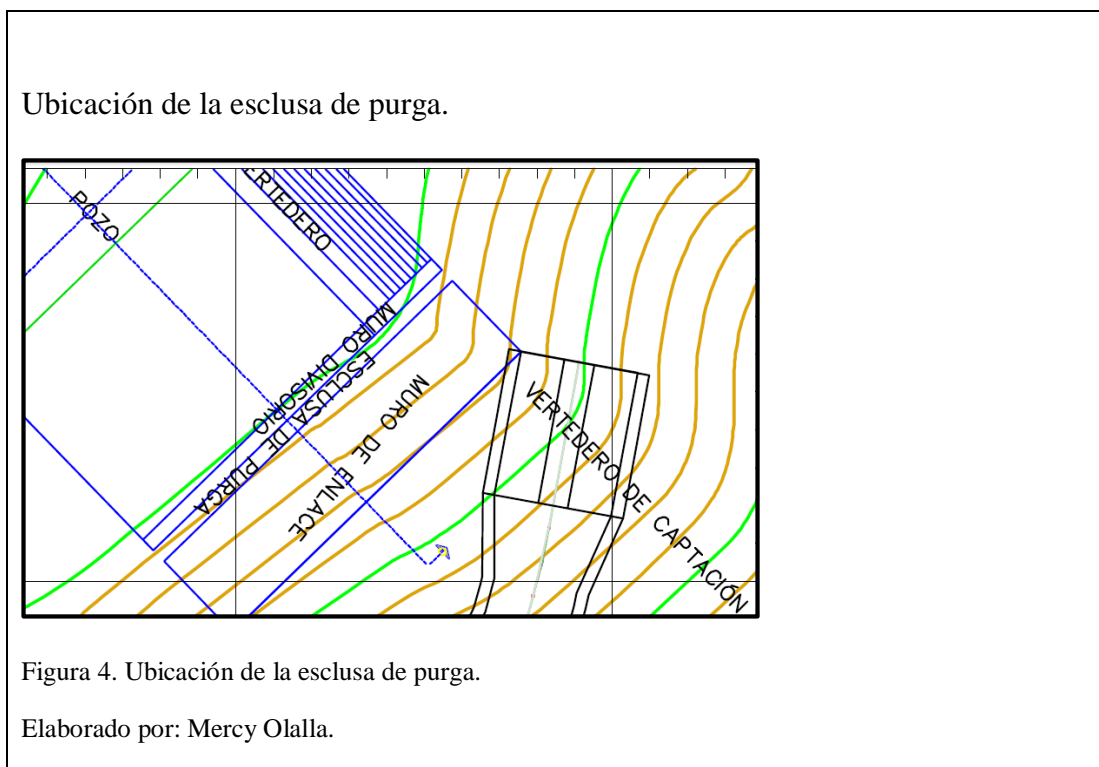 Ubicación de la esclusa de purga.
POZO
ERTEDERO
MURO DIVISORIO
ESCLUSA DE PURGA
MURO DE ENLACE
VERTEDERO DE CAPTACIÓN
Figura 4. Ubicación de la esclusa de purga.
Elaborado por: Mercy Olalla.